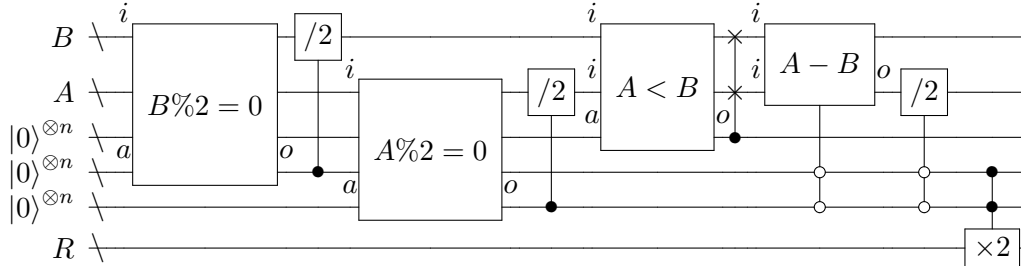 i /2 i
B i i A − B o
A B%2 = 0 /2 A < B /2
|0⟩^{⊗n} a o
|0⟩^{⊗n} a o A%2 = 0 o
|0⟩^{⊗n} a
R ×2